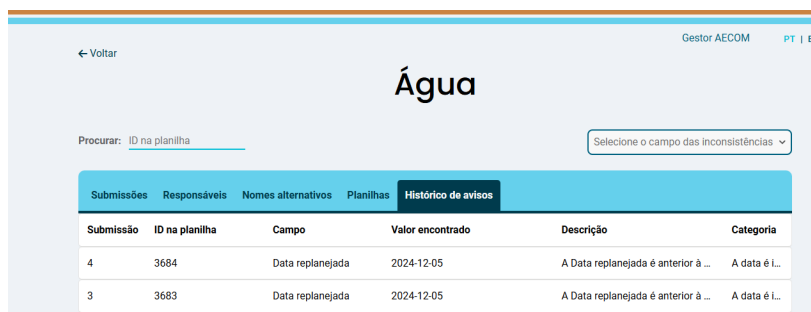 Gestor AECOM PT |
← Voltar
Água
Procurar: ID na planilha Selecione o campo das inconsistências
Submissões Responsáveis Nomes alternativos Planilhas Histórico de avisos
Submissão ID na planilha Campo Valor encontrado Descrição Categoria
4 3684 Data replanejada 2024-12-05 A Data replanejada é anterior à ... A data é i...
3 3683 Data replanejada 2024-12-05 A Data replanejada é anterior à ... A data é i...